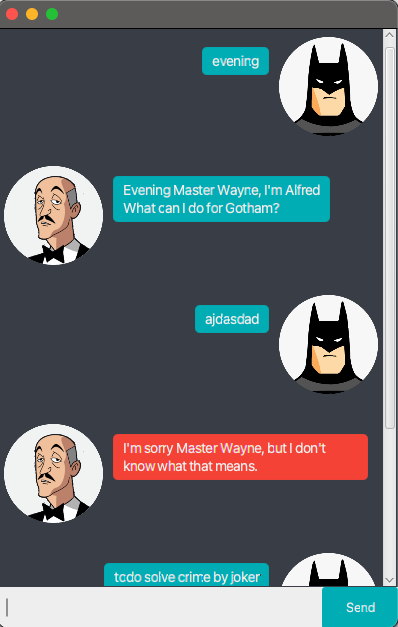 evening
Evening Master Wayne, I'm Alfred
What can I do for Gotham?
ajdasdad
I'm sorry Master Wayne, but I don't
know what that means.
todo solve crime by joker
Send